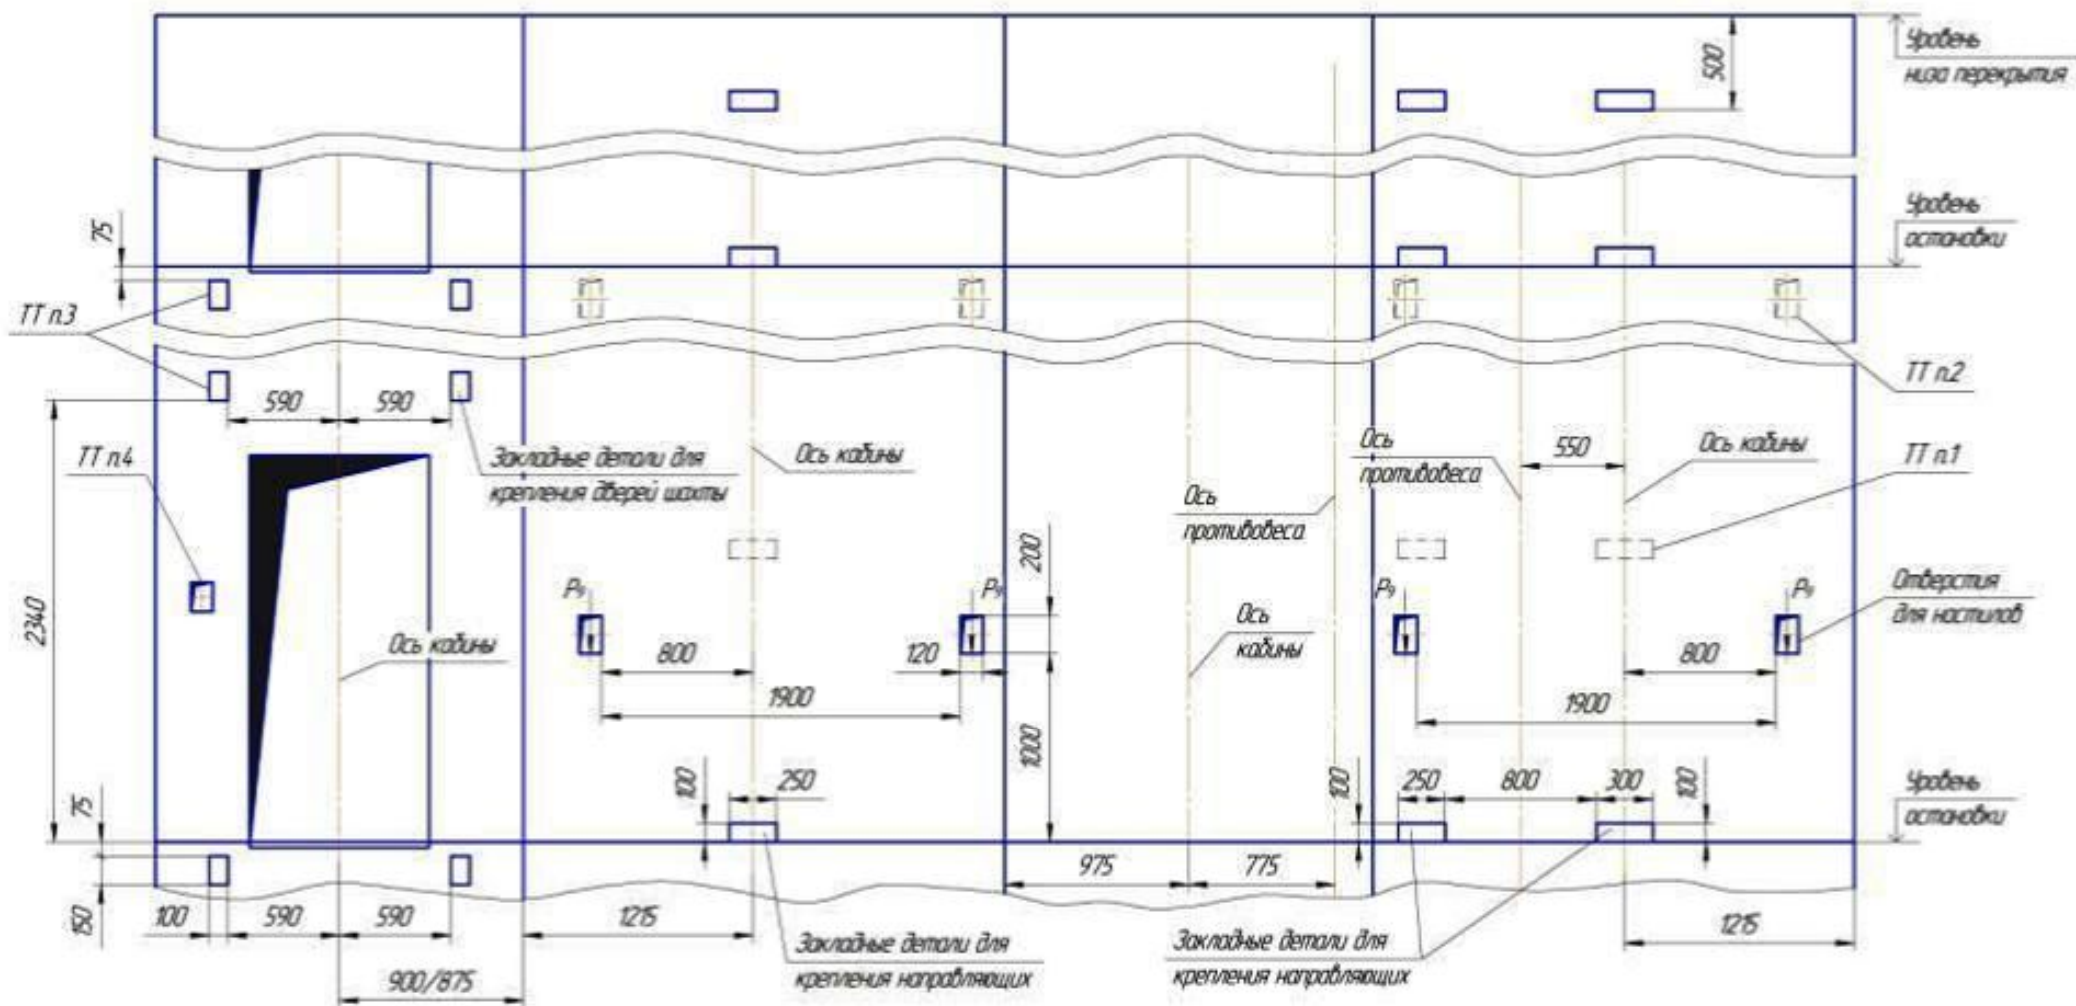 Уровень
низа перекрытия
500
Уровень
остановки
75
ТТ п.3
ТТ п.2
590
590
ТТ п.4
Закладные детали для
крепления дверей шахты
Ось кабины
Ось
противовеса
550
Ось кабины
ТТ п.1
Ось
противовеса
200
2340
Р₉
Р₉
Р₉
Р₉
Отверстия
для настилов
Ось кабины
800
120
Ось
кабины
800
1900
1900
1000
75
100
250
100
250
800
300
100
Уровень
остановки
975
775
150
100
590
590
1215
1215
Закладные детали для
крепления направляющих
Закладные детали для
крепления направляющих
900/875